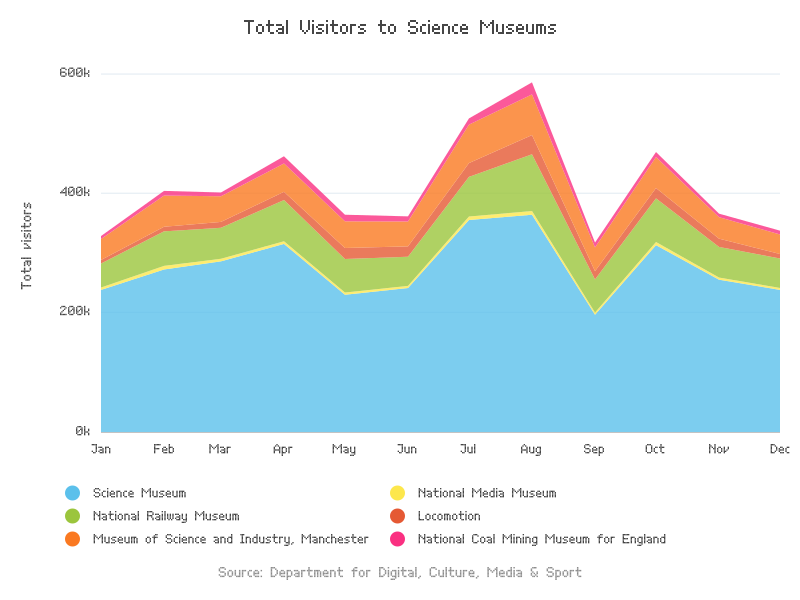 Total Visitors to Science Museums
600k
400k
200k
0k
Total visitors
Jan Feb Mar Apr May Jun Jul Aug Sep Oct Nov Dec
Science Museum
National Media Museum
National Railway Museum
Locomotion
Museum of Science and Industry, Manchester
National Coal Mining Museum for England
Source: Department for Digital, Culture, Media & Sport